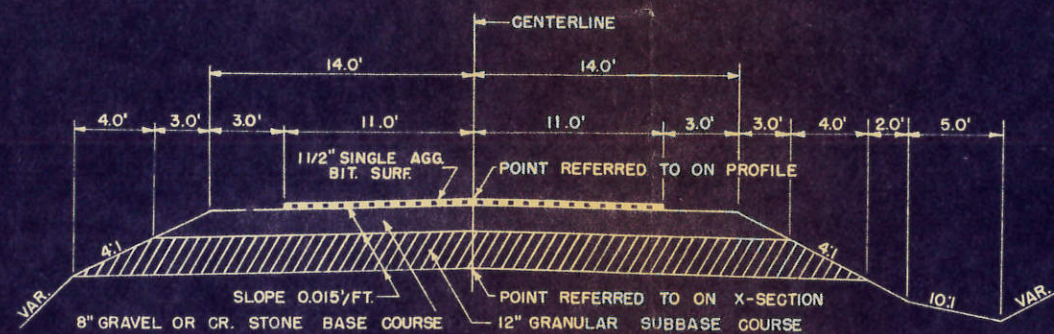 CENTERLINE
14.0' 14.0'
4.0' 3.0' 3.0' 11.0' 11.0' 3.0' 3.0' 4.0' 2.0' 5.0'
1 1/2" SINGLE AGG.
BIT. SURF.
POINT REFERRED TO ON PROFILE
4:1 4:1
VAR. SLOPE 0.015'/FT. POINT REFERRED TO ON X-SECTION 10:1 VAR.
8" GRAVEL OR CR. STONE BASE COURSE 12" GRANULAR SUBBASE COURSE